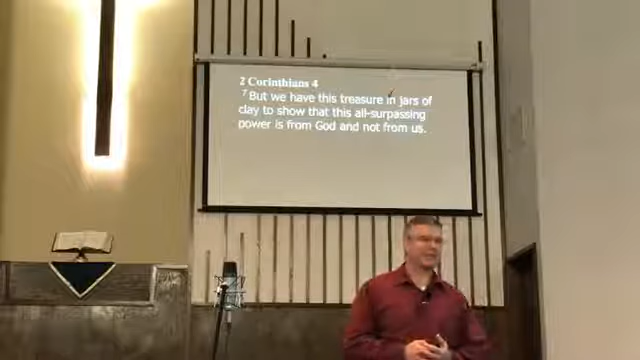 2 Corinthians 4
7 But we have this treasure in jars of
clay to show that this all-surpassing
power is from God and not from us.